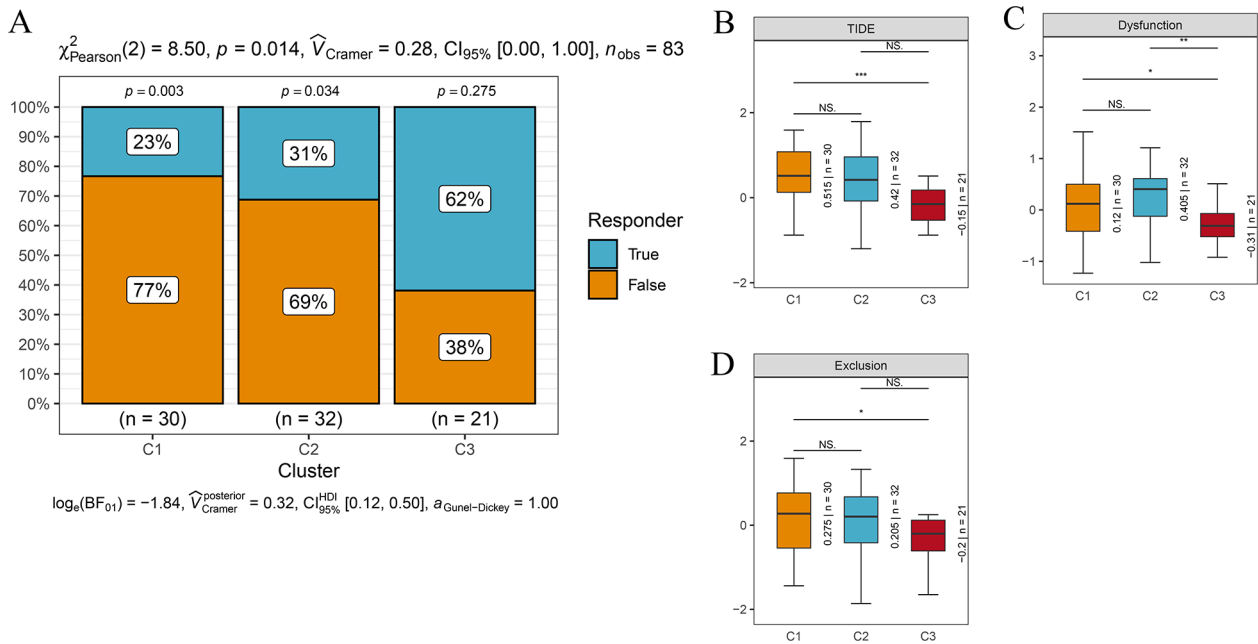 A
χ²Pearson(2) = 8.50, p = 0.014, V̂Cramer = 0.28, CI95% [0.00, 1.00], nobs = 83
p = 0.003 p = 0.034 p = 0.275
100%
90%
80%
70%
60%
50%
40%
30%
20%
10%
0%
23% 31% 62%
77% 69% 38%
(n = 30) (n = 32) (n = 21)
C1 C2 C3
Cluster
loge(BF01) = −1.84, V̂posteriorCramer = 0.32, CIHDI95% [0.12, 0.50], aGunel−Dickey = 1.00
Responder
True
False
B
TIDE
NS.
***
NS.
2
0
−2
0.515 | n = 30
0.42 | n = 32
−0.15 | n = 21
C1 C2 C3
C
Dysfunction
**
*
NS.
3
2
1
0
−1
0.12 | n = 30
0.405 | n = 32
−0.31 | n = 21
C1 C2 C3
D
Exclusion
NS.
*
NS.
2
0
−2
0.275 | n = 30
0.205 | n = 32
−0.2 | n = 21
C1 C2 C3